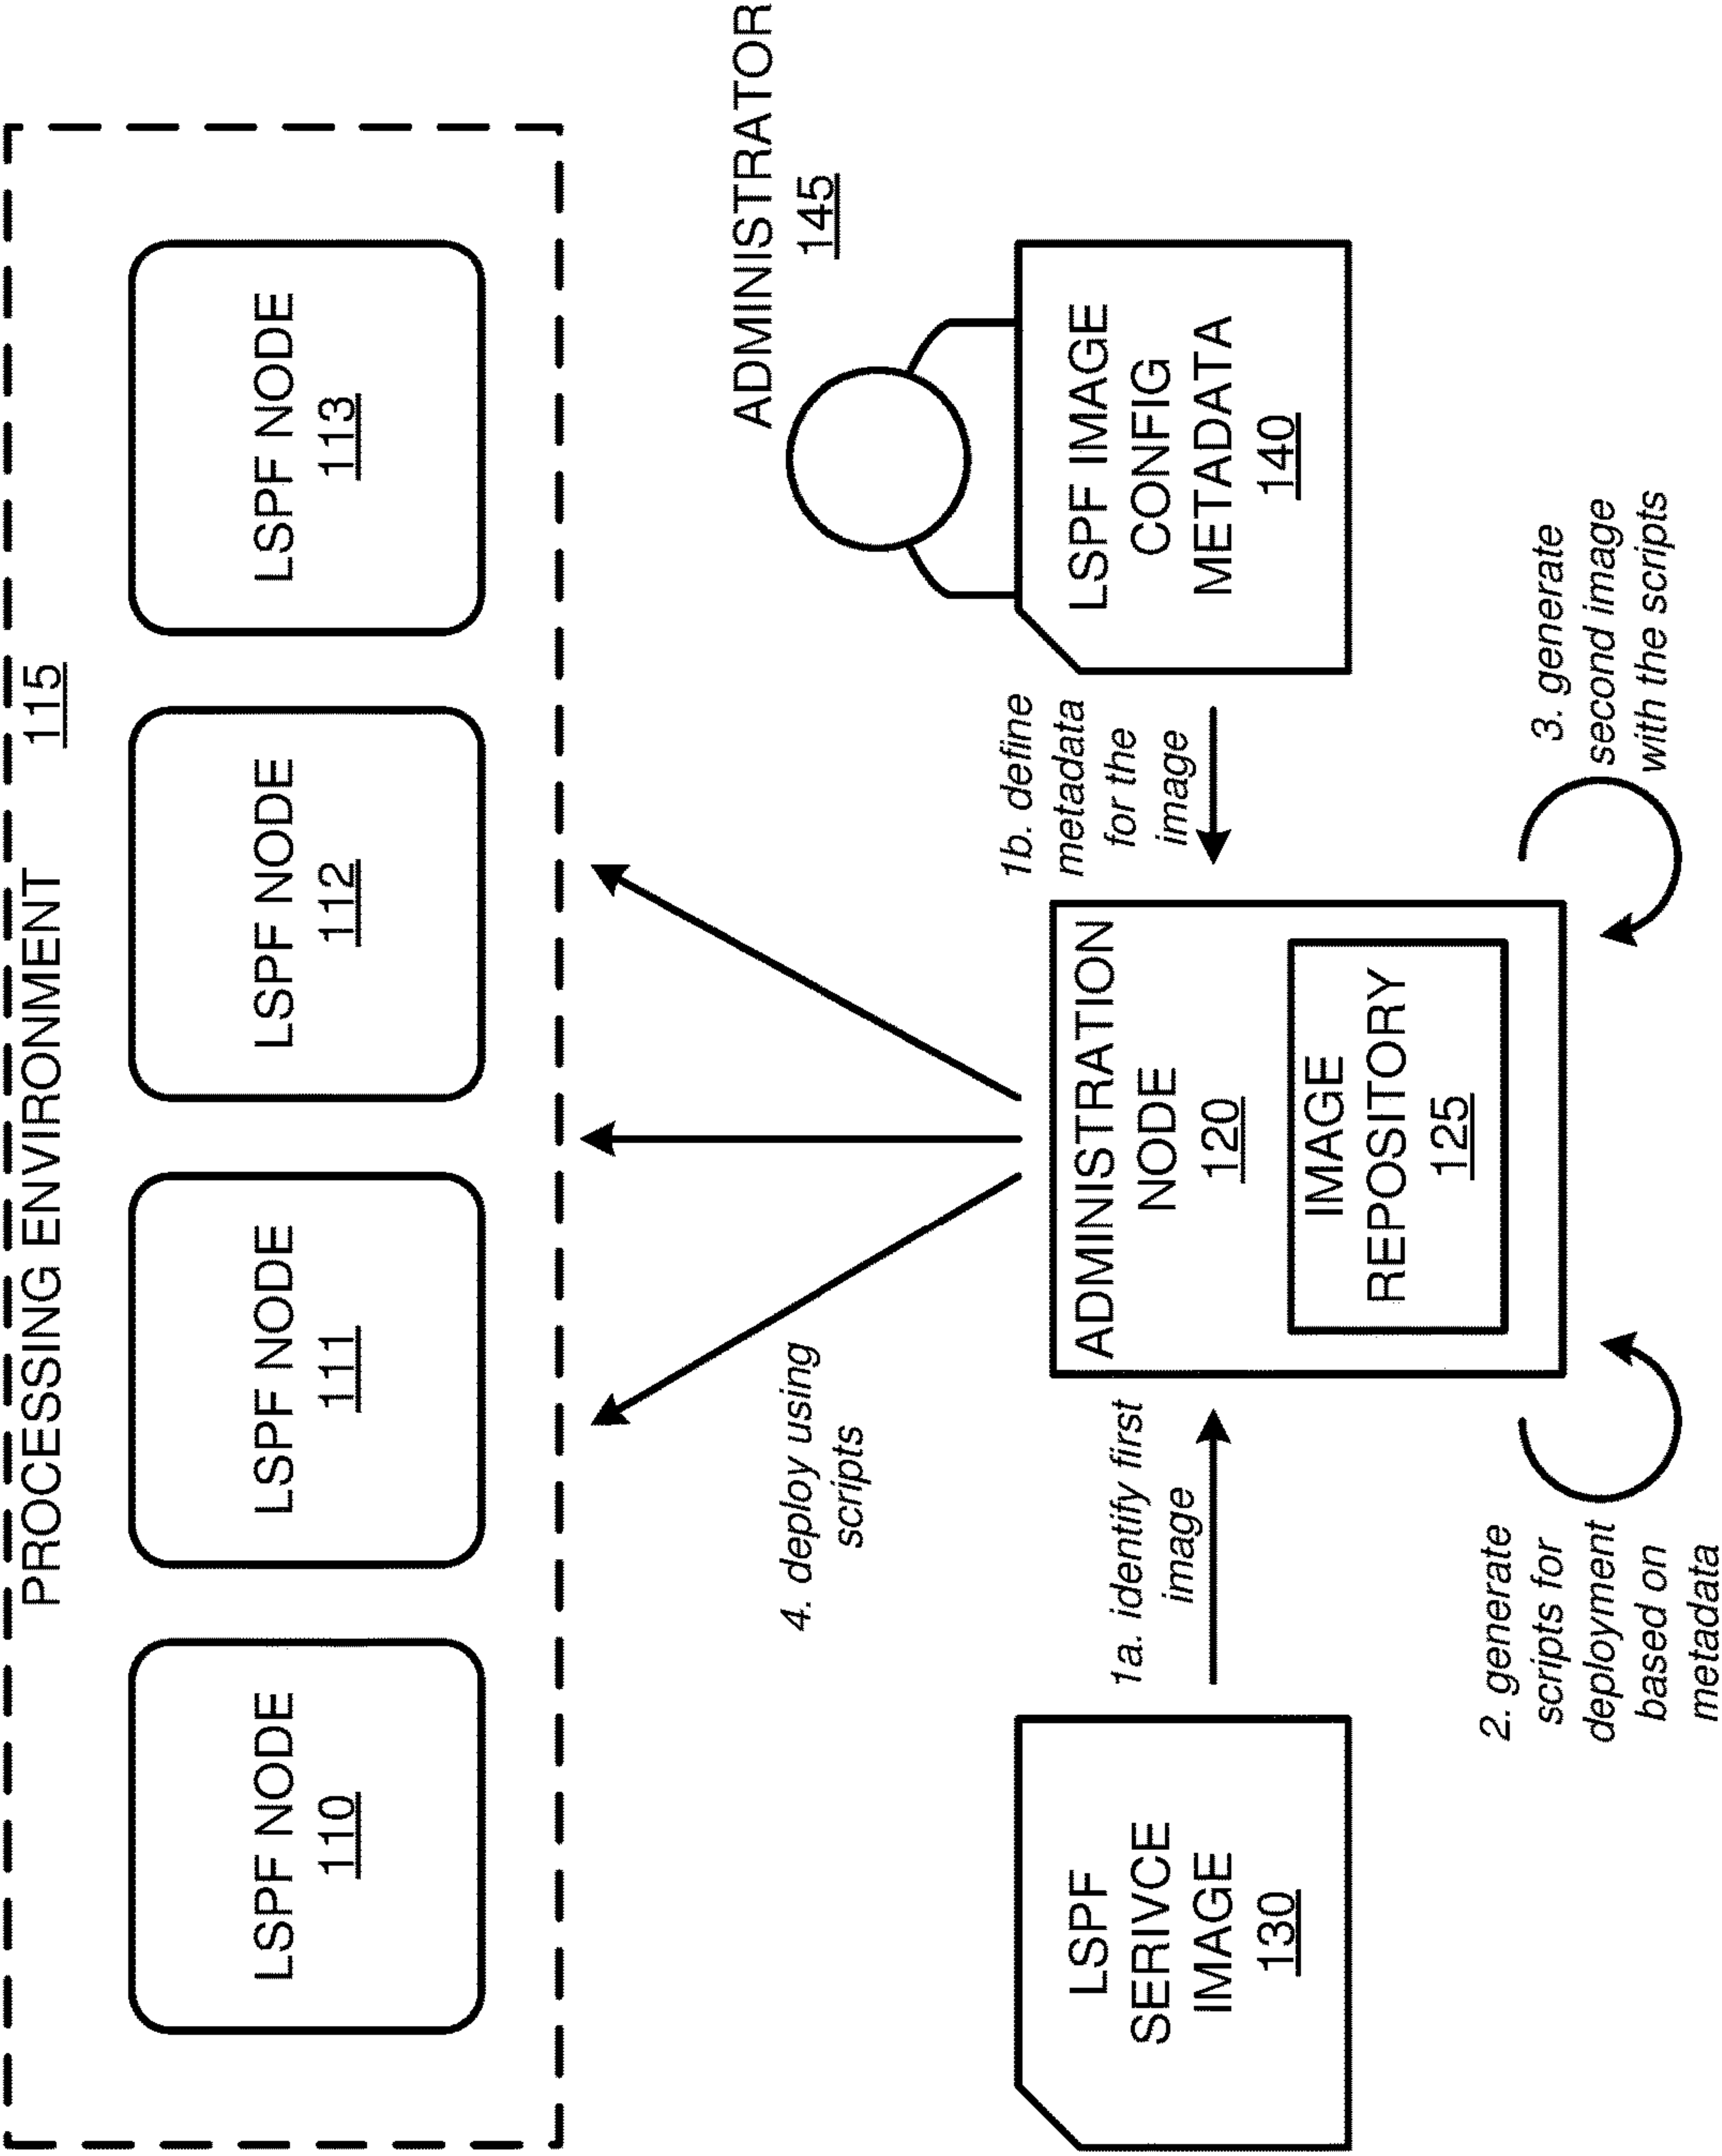 PROCESSING ENVIRONMENT 115
LSPF NODE
110
LSPF NODE
111
LSPF NODE
112
LSPF NODE
113
4. deploy using
scripts
ADMINISTRATOR
145
LSPF
SERIVCE
IMAGE
130
1a. identify first
image
ADMINISTRATION
NODE
120
IMAGE
REPOSITORY
125
1b. define
metadata
for the
image
LSPF IMAGE
CONFIG
METADATA
140
2. generate
scripts for
deployment
based on
metadata
3. generate
second image
with the scripts